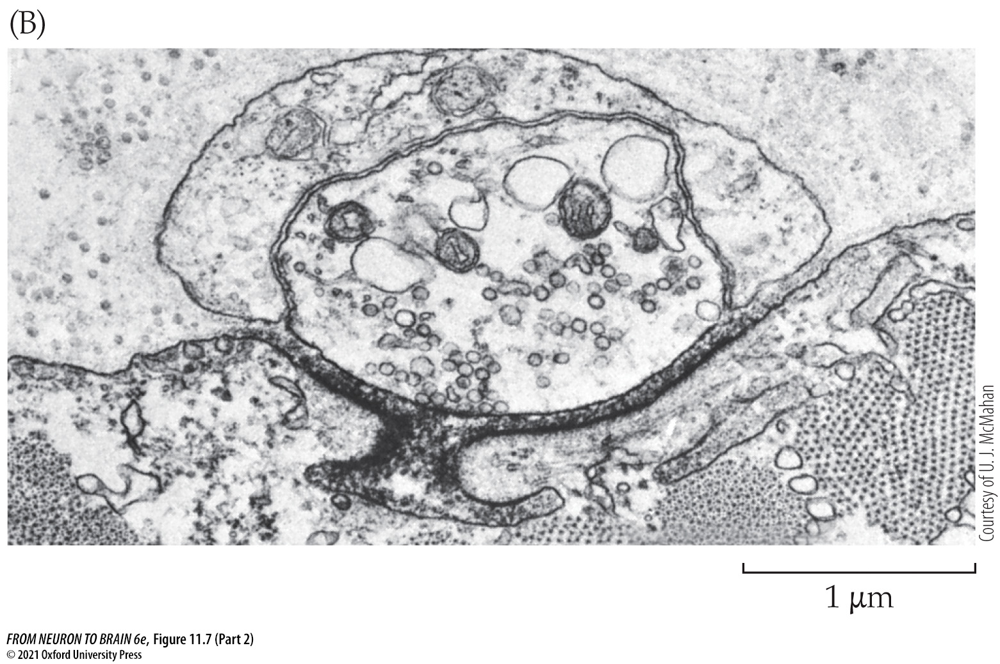 (B)
Courtesy of U. J. McMahan
1 μm
FROM NEURON TO BRAIN 6e, Figure 11.7 (Part 2)
© 2021 Oxford University Press